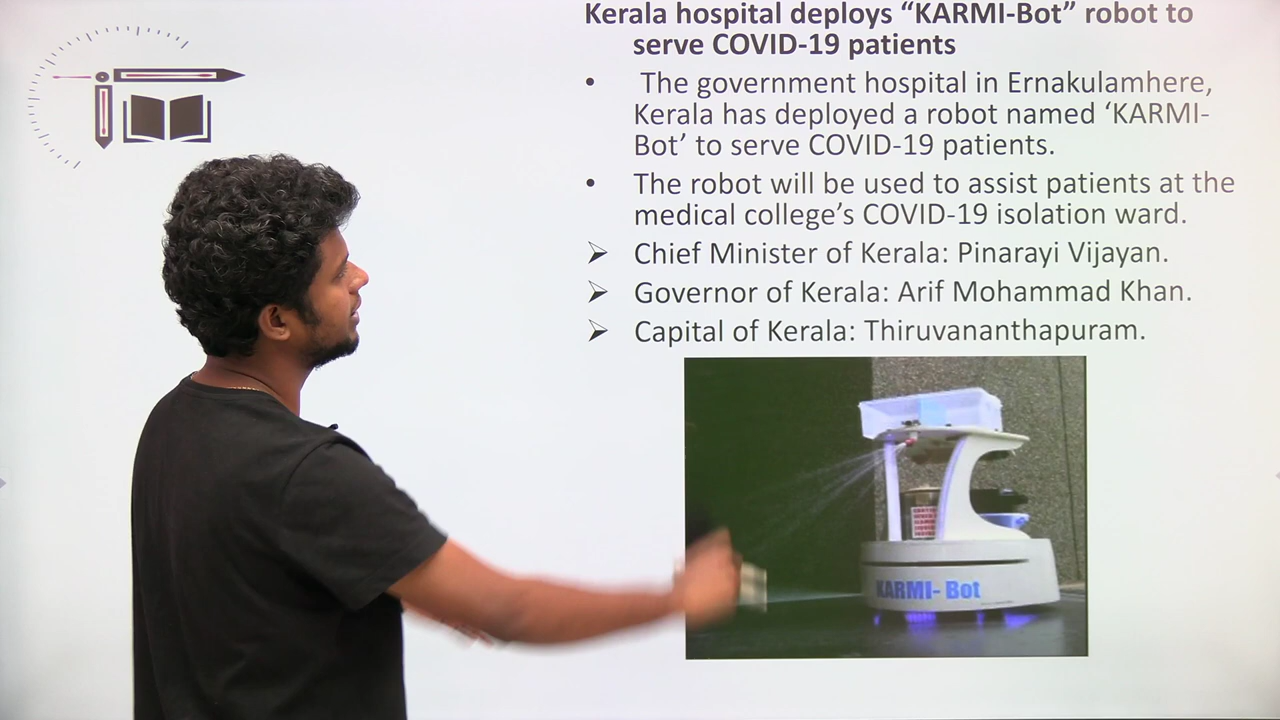 Kerala hospital deploys “KARMI-Bot” robot to
serve COVID-19 patients
• The government hospital in Ernakulamhere,
Kerala has deployed a robot named ‘KARMI-
Bot’ to serve COVID-19 patients.
• The robot will be used to assist patients at the
medical college’s COVID-19 isolation ward.
➢ Chief Minister of Kerala: Pinarayi Vijayan.
➢ Governor of Kerala: Arif Mohammad Khan.
➢ Capital of Kerala: Thiruvananthapuram.
KARMI- Bot